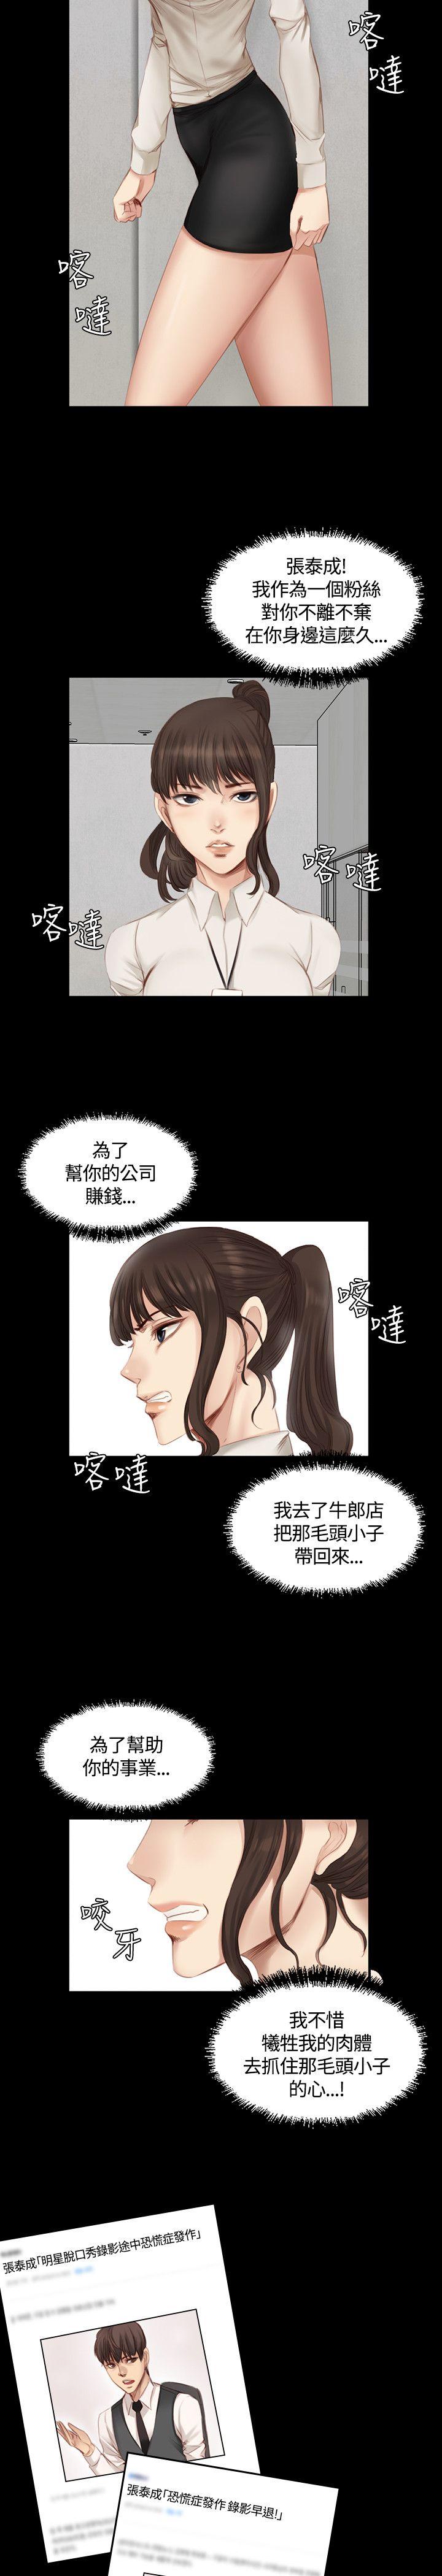 喀
噠
喀
噠
張泰成!
我作為一個粉絲
對你不離不棄
在你身邊這麼久...
喀噠
喀噠
為了
幫你的公司
賺錢...
喀
噠
喀噠
我去了牛郎店
把那毛頭小子
帶回來...
為了幫助
你的事業...
咬
牙
我不惜
犧牲我的肉體
去抓住那毛頭小子
的心...!
張泰成「明星脫口秀錄影途中恐慌症發作」
張泰成「恐慌症發作 錄影早退!」